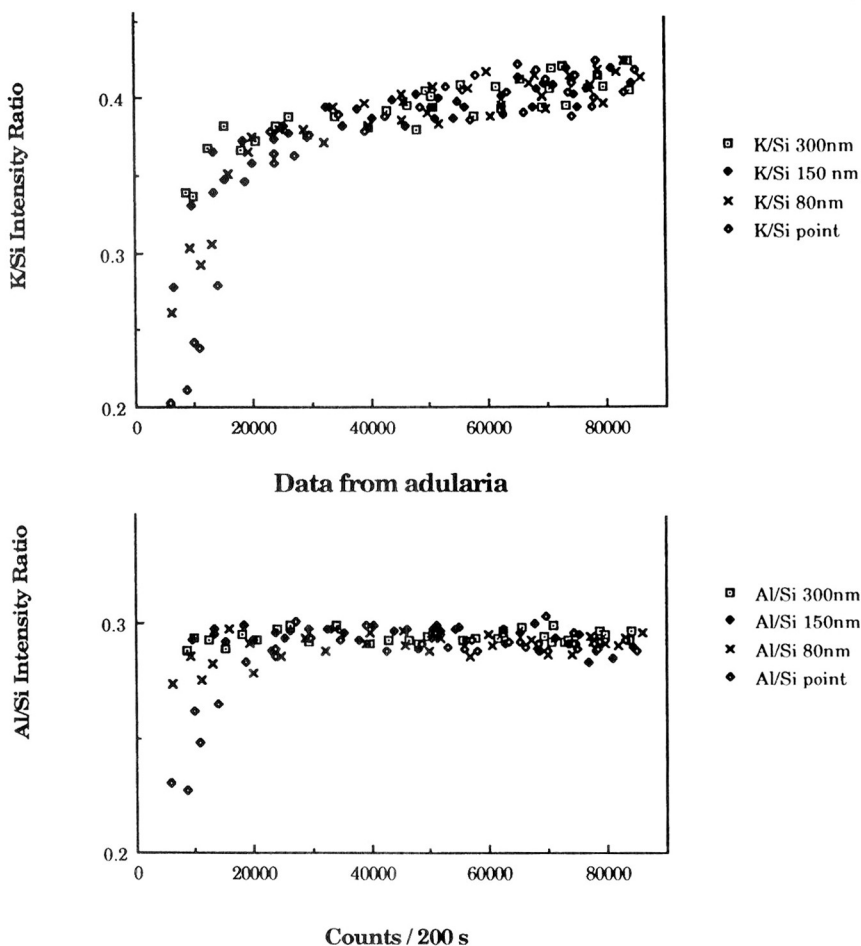 K/Si Intensity Ratio
0.4
0.3
0.2
0 20000 40000 60000 80000
K/Si 300nm
K/Si 150 nm
K/Si 80nm
K/Si point
Data from adularia
Al/Si Intensity Ratio
0.3
0.2
0 20000 40000 60000 80000
Al/Si 300nm
Al/Si 150nm
Al/Si 80nm
Al/Si point
Counts / 200 s